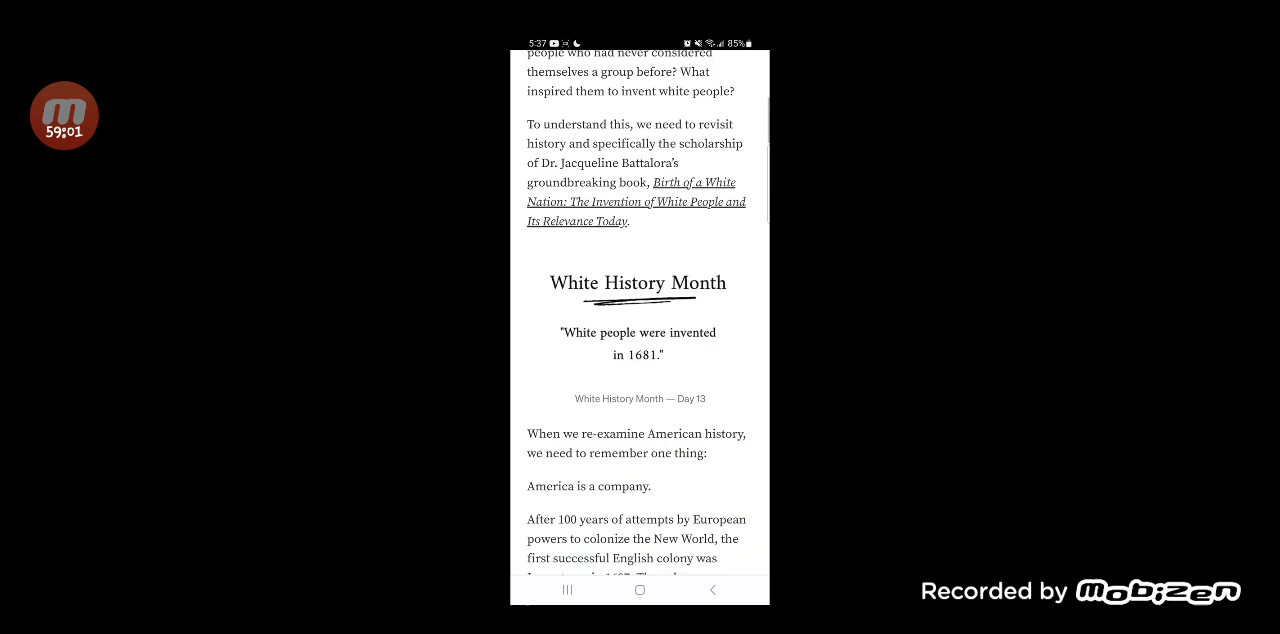 5:37
85%
59:01
people who had never considered
themselves a group before? What
inspired them to invent white people?
To understand this, we need to revisit
history and specifically the scholarship
of Dr. Jacqueline Battalora's
groundbreaking book, Birth of a White
Nation: The Invention of White People and
Its Relevance Today.
White History Month
"White people were invented
in 1681."
White History Month — Day 13
When we re-examine American history,
we need to remember one thing:
America is a company.
After 100 years of attempts by European
powers to colonize the New World, the
first successful English colony was
Recorded by mobizen